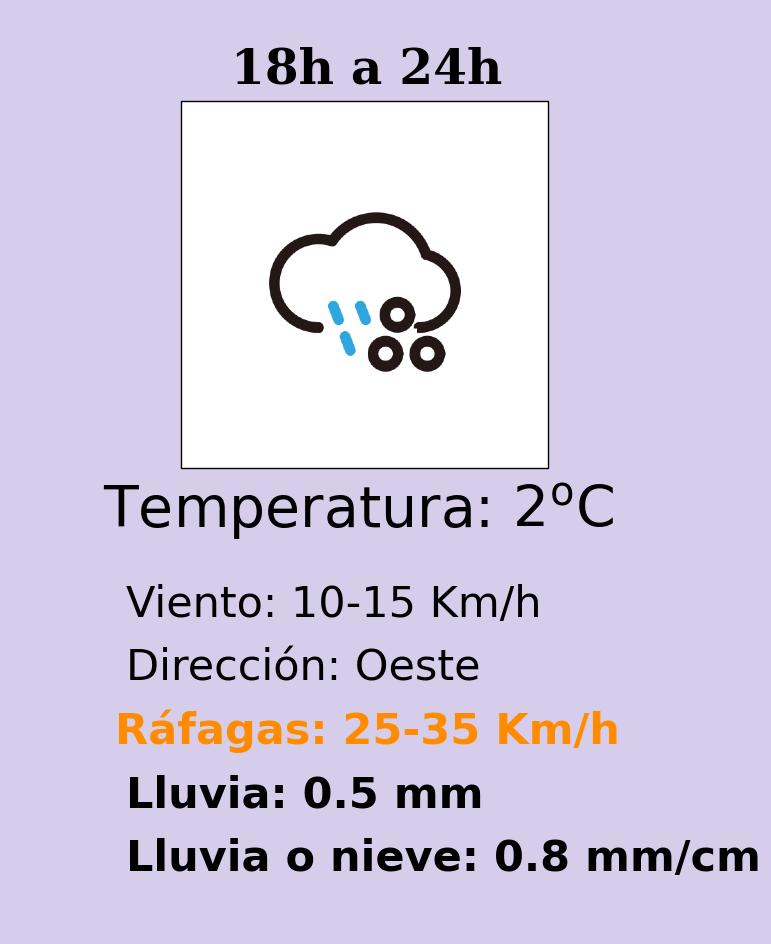 18h a 24h
Temperatura: 2ºC
Viento: 10-15 Km/h
Dirección: Oeste
Ráfagas: 25-35 Km/h
Lluvia: 0.5 mm
Lluvia o nieve: 0.8 mm/cm